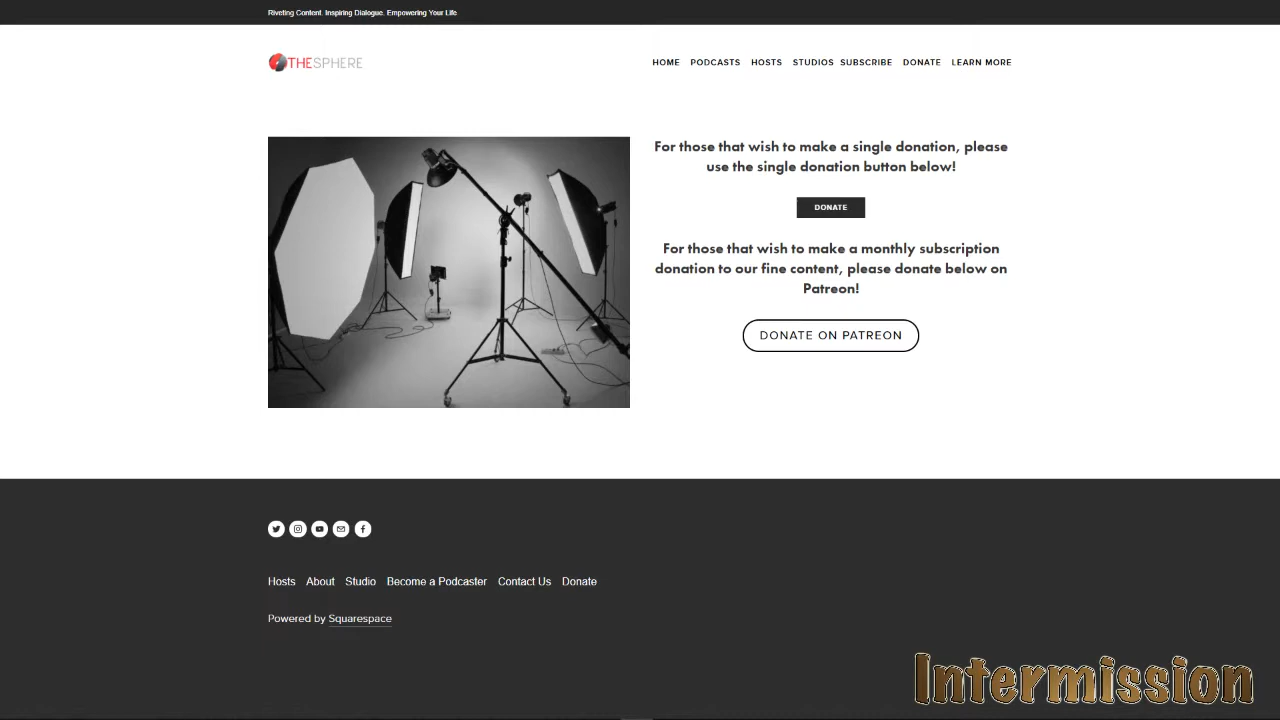 Riveting Content. Inspiring Dialogue. Empowering Your Life
THESPHERE
HOME PODCASTS HOSTS STUDIOS SUBSCRIBE DONATE LEARN MORE
For those that wish to make a single donation, please
use the single donation button below!
DONATE
For those that wish to make a monthly subscription
donation to our fine content, please donate below on
Patreon!
DONATE ON PATREON
Hosts About Studio Become a Podcaster Contact Us Donate
Powered by Squarespace
Intermission